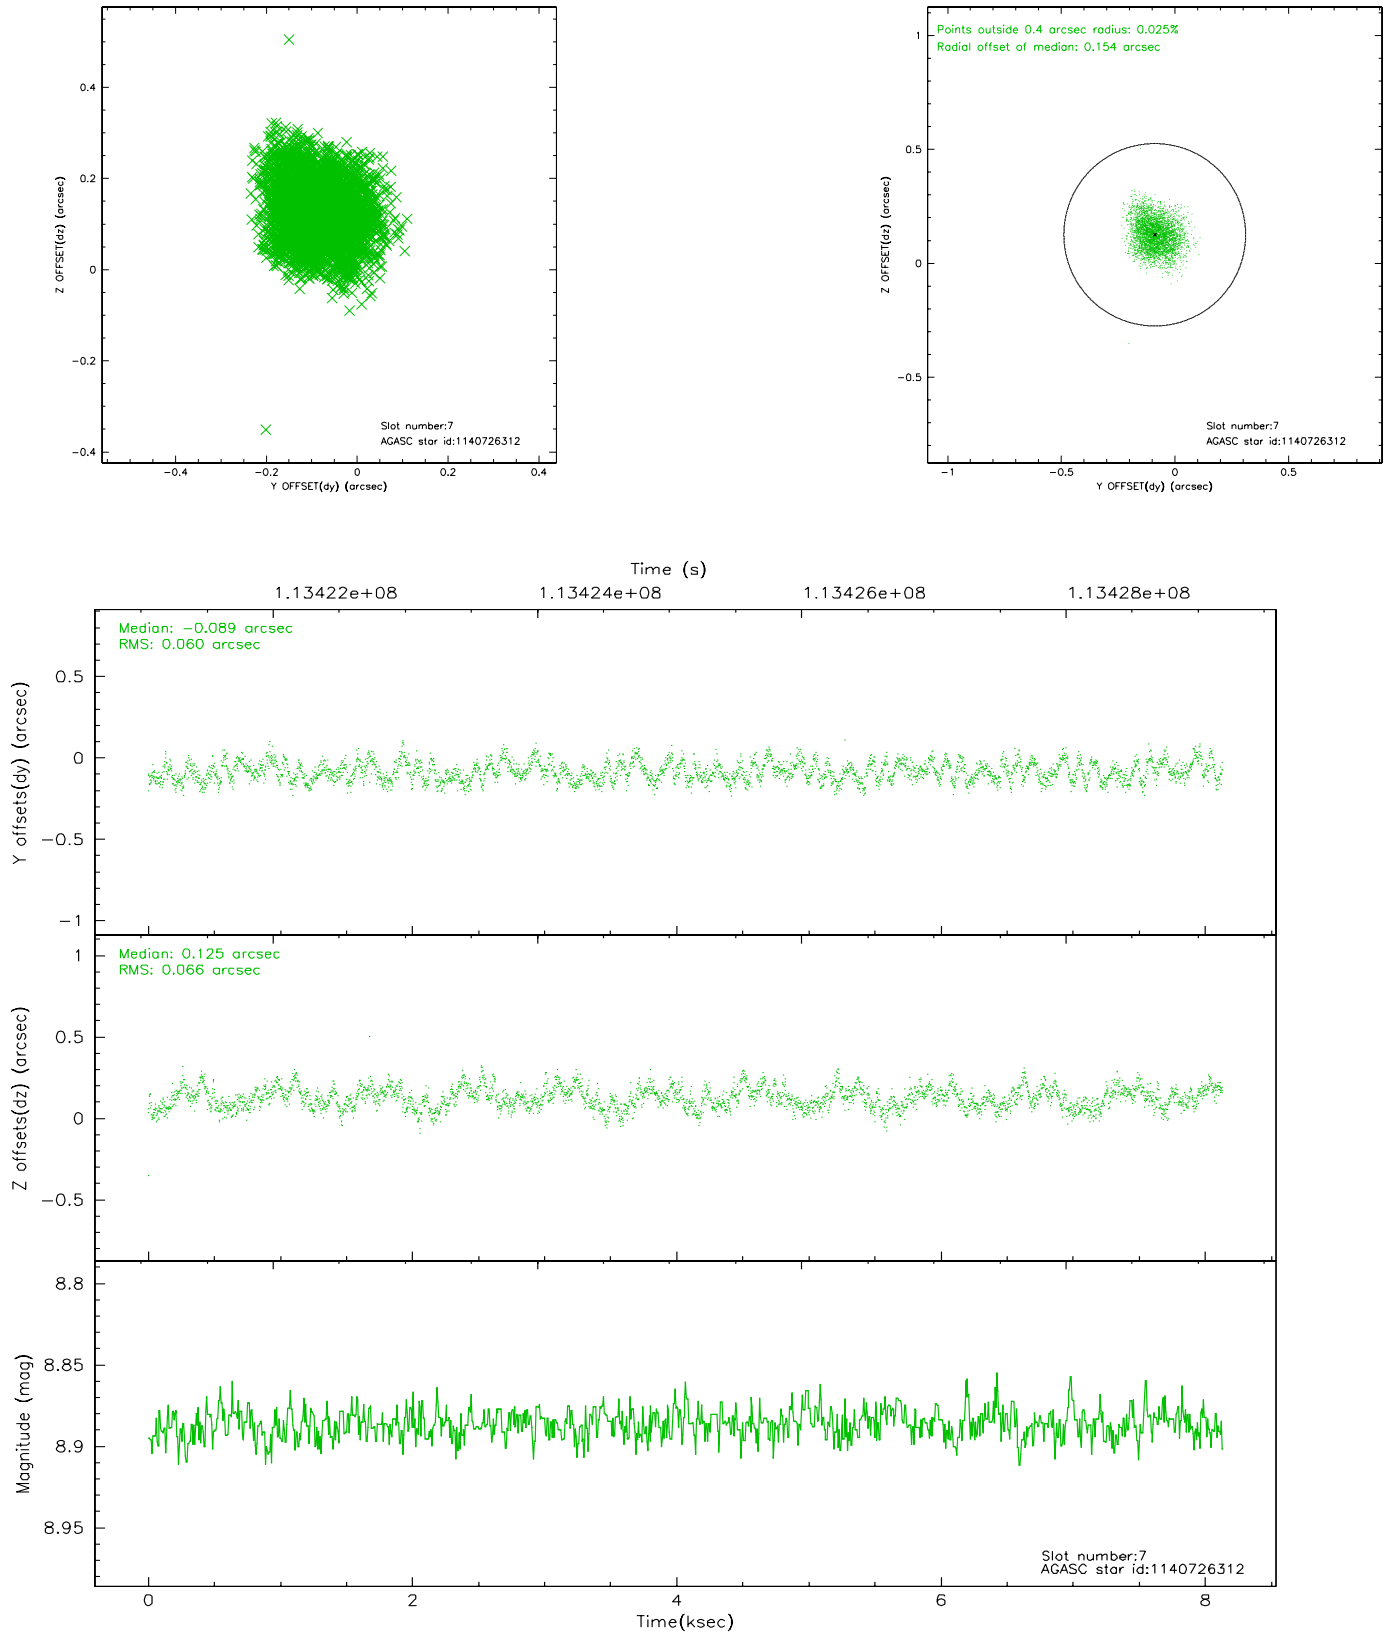 0.4
0.2
0
−0.2
−0.4
Z OFFSET(dz) (arcsec)
Slot number:7
AGASC star id:1140726312
−0.4 −0.2 0 0.2 0.4
Y OFFSET(dy) (arcsec)
Points outside 0.4 arcsec radius: 0.025%
Radial offset of median: 0.154 arcsec
1
0.5
0
−0.5
Z OFFSET(dz) (arcsec)
Slot number:7
AGASC star id:1140726312
−1 −0.5 0 0.5
Y OFFSET(dy) (arcsec)
Time (s)
1.13422e+08 1.13424e+08 1.13426e+08 1.13428e+08
Median: −0.089 arcsec
RMS: 0.060 arcsec
0.5
0
−0.5
−1
Y offsets(dy) (arcsec)
Median: 0.125 arcsec
RMS: 0.066 arcsec
1
0.5
0
−0.5
Z offsets(dz) (arcsec)
8.8
8.85
8.9
8.95
Magnitude (mag)
Slot number:7
AGASC star id:1140726312
0 2 4 6 8
Time(ksec)